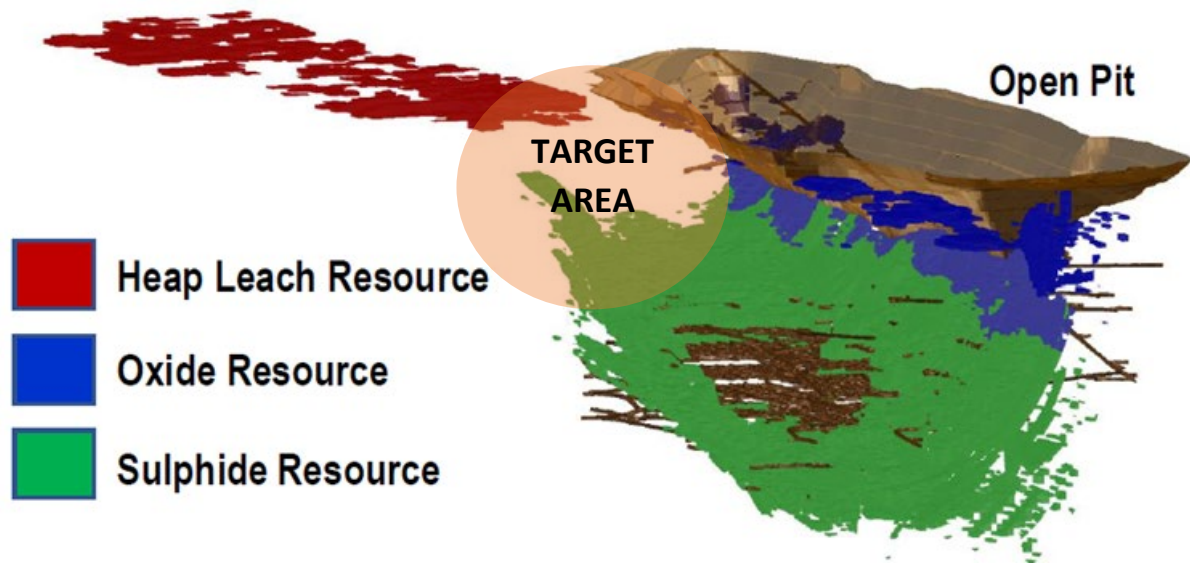 Open Pit
TARGET
AREA
Heap Leach Resource
Oxide Resource
Sulphide Resource